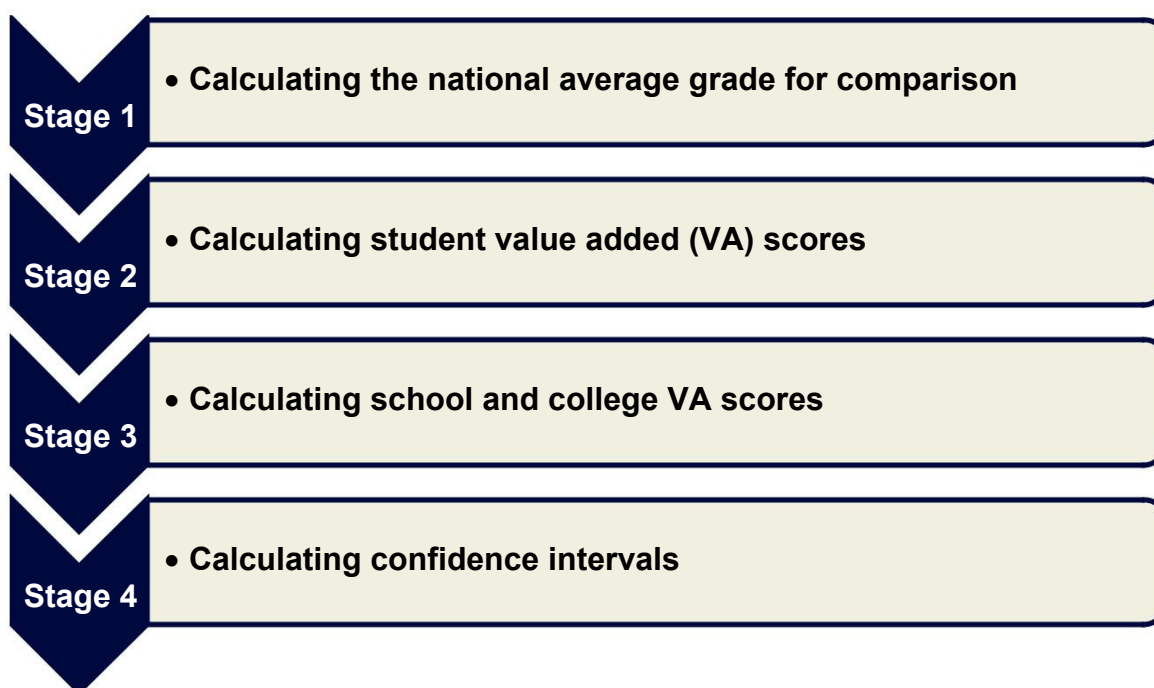 Stage 1
• Calculating the national average grade for comparison
Stage 2
• Calculating student value added (VA) scores
Stage 3
• Calculating school and college VA scores
Stage 4
• Calculating confidence intervals